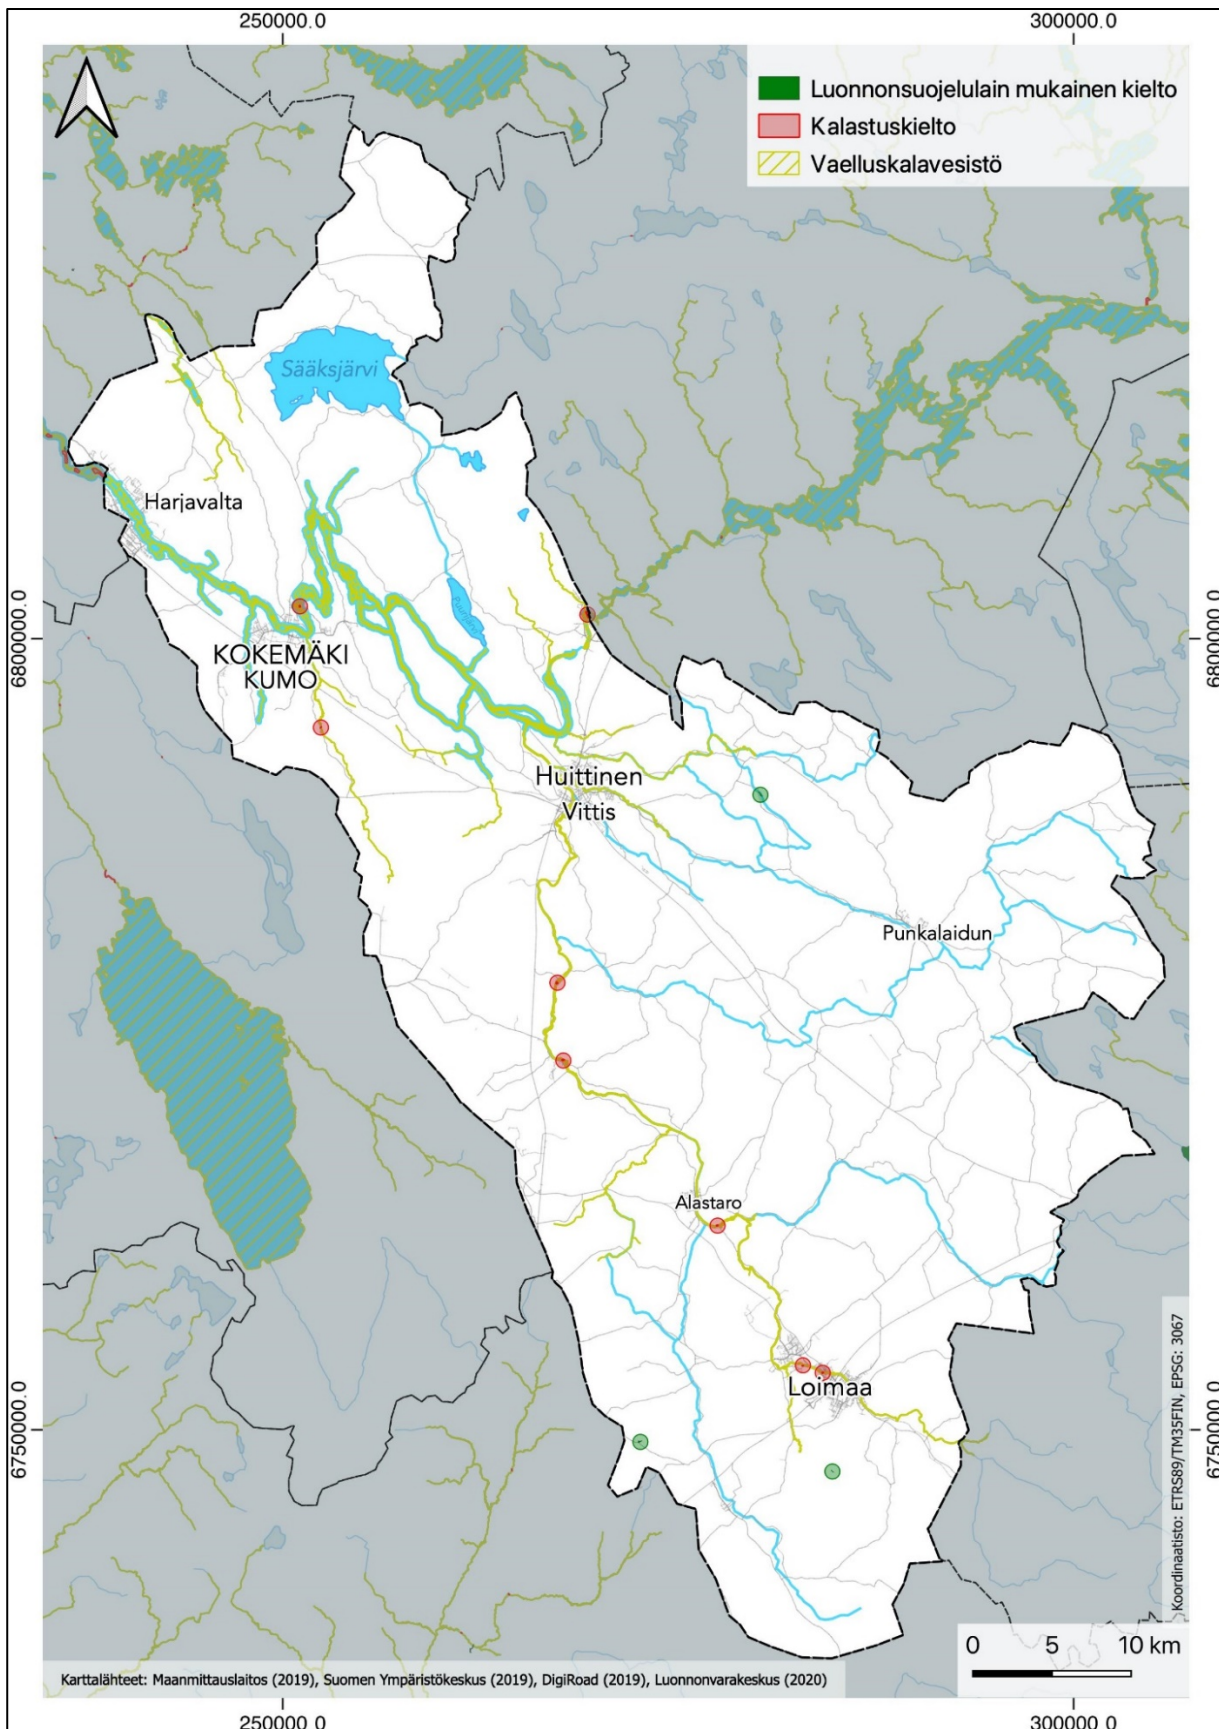 250000.0
300000.0
Luonnonsuojelulain mukainen kielto
Kalastuskielto
Vaelluskalavesistö
Sääksjärvi
Harjavalta
6800000.0
6800000.0
KOKEMÄKI
KUMO
Huittinen
Vittis
Punkalaidun
Alastaro
Loimaa
6750000.0
6750000.0
Koordinaatisto: ETRS89/TM35FIN, EPSG: 3067
0 5 10 km
Karttalähteet: Maanmittauslaitos (2019), Suomen Ympäristökeskus (2019), DigiRoad (2019), Luonnonvarakeskus (2020)
250000.0
300000.0